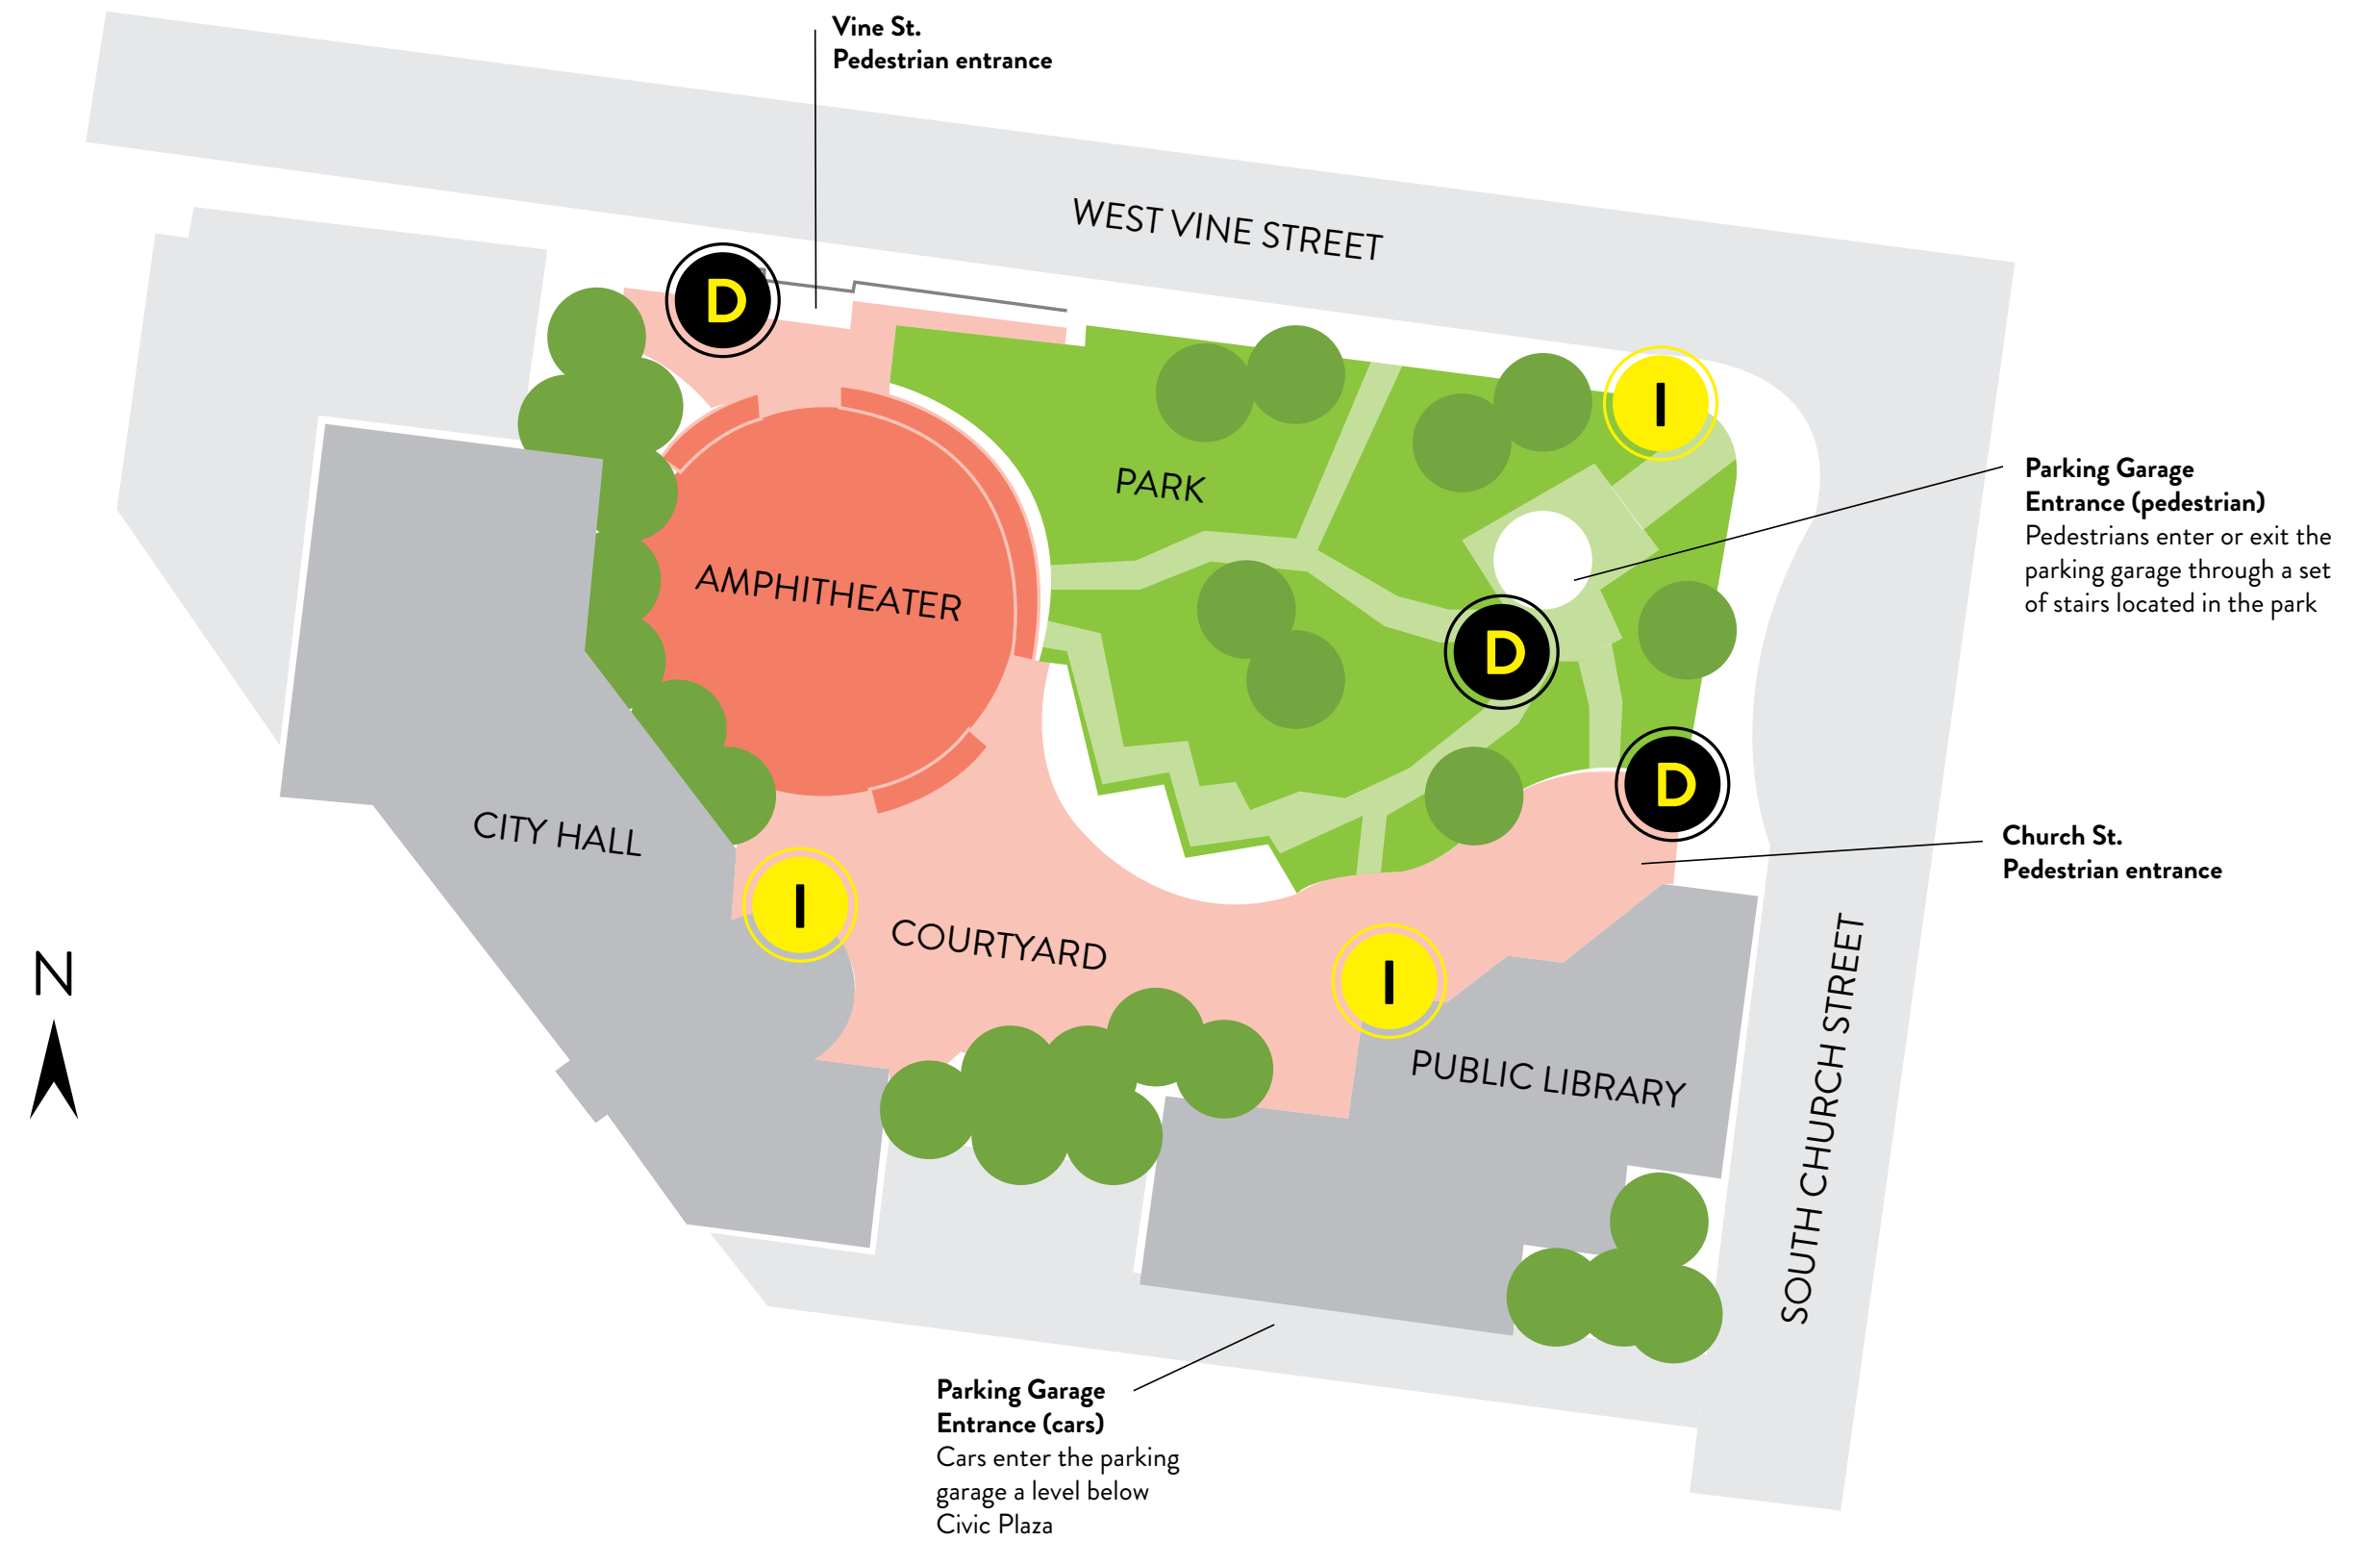 Vine St.
Pedestrian entrance
WEST VINE STREET
D
I
PARK
Parking Garage
Entrance (pedestrian)
Pedestrians enter or exit the
parking garage through a set
of stairs located in the park
AMPHITHEATER
D
D
CITY HALL
Church St.
Pedestrian entrance
I
COURTYARD
I
N
PUBLIC LIBRARY
SOUTH CHURCH STREET
Parking Garage
Entrance (cars)
Cars enter the parking
garage a level below
Civic Plaza